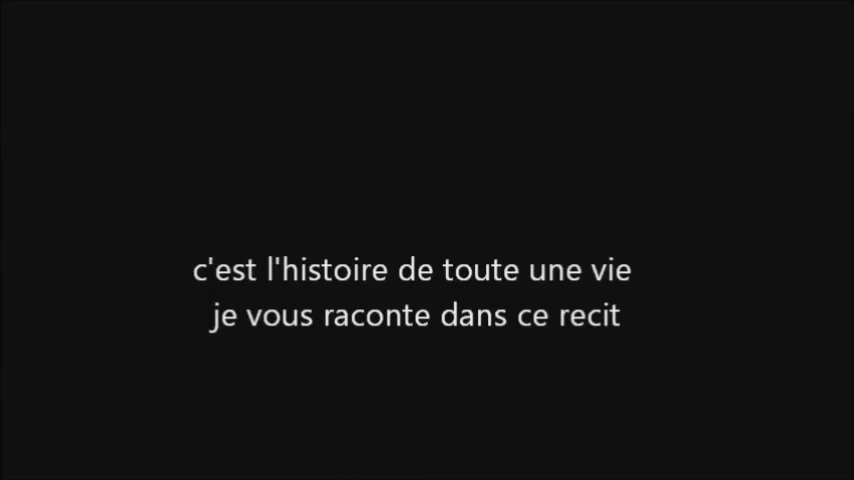 c'est l'histoire de toute une vie
je vous raconte dans ce recit